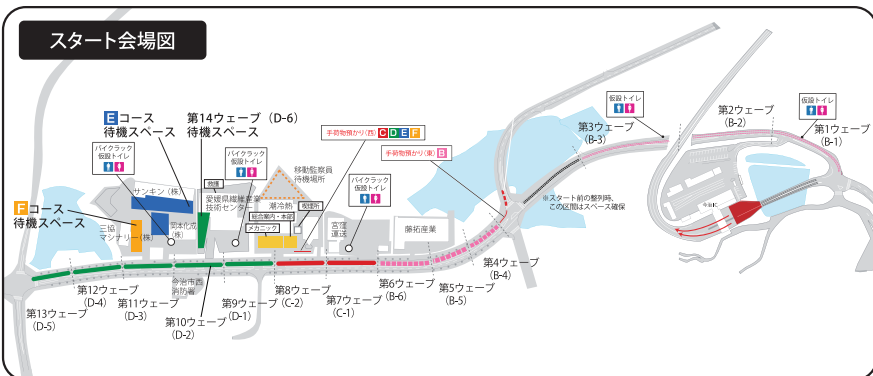 スタート会場図
Eコース
待機スペース
第14ウェーブ（D-6）
待機スペース
バイクラック
仮設トイレ
バイクラック
仮設トイレ
手荷物預かり（西）CDEF
手荷物預かり（東）B
仮設トイレ
仮設トイレ
第3ウェーブ
（B-3）
第2ウェーブ
（B-2）
第1ウェーブ
（B-1）
移動監察員
待機場所
バイクラック
仮設トイレ
サンキン（株）
救護
愛媛県繊維産業
技術センター
潮冷熱
総合案内・本部
メカニック
Fコース
待機スペース
三協
マシナリー（株）
（株）
宮窪
運送
藤拓産業
※スタート前の整列時、
この区間はスペース確保
今治市西
消防署
第4ウェーブ
（B-4）
第5ウェーブ
（B-5）
第6ウェーブ
（B-6）
第7ウェーブ
（C-1）
第8ウェーブ
（C-2）
第9ウェーブ
（D-1）
第10ウェーブ
（D-2）
第11ウェーブ
（D-3）
第12ウェーブ
（D-4）
第13ウェーブ
（D-5）